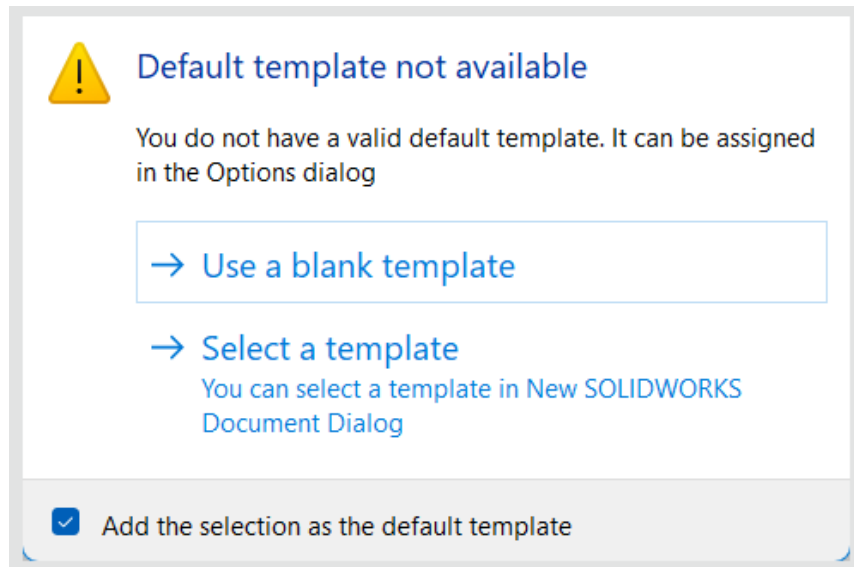 Default template not available
You do not have a valid default template. It can be assigned
in the Options dialog
→ Use a blank template
→ Select a template
You can select a template in New SOLIDWORKS
Document Dialog
Add the selection as the default template